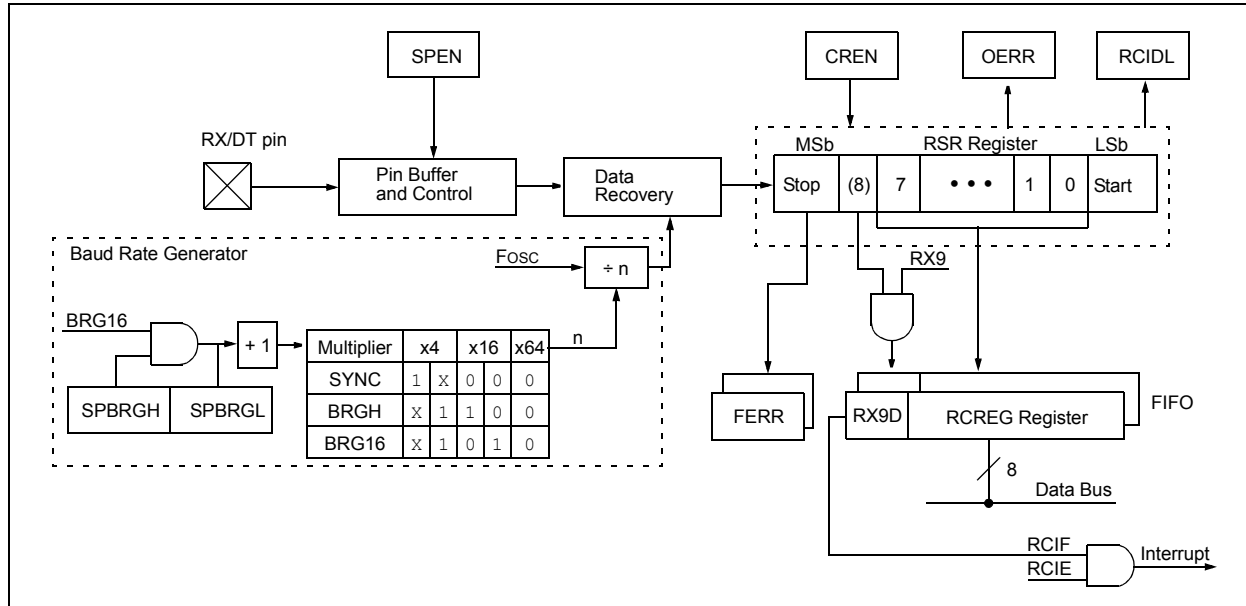 SPEN
CREN
OERR
RCIDL
RX/DT pin
Pin Buffer
and Control
Data
Recovery
MSb
RSR Register
LSb
Stop (8) 7 • • • 1 0 Start
Baud Rate Generator
FOSC
÷ n
RX9
BRG16
+ 1
n
Multiplier x4 x16 x64
SYNC 1 X 0 0 0
BRGH X 1 1 0 0
BRG16 X 1 0 1 0
SPBRGH SPBRGL
FERR
RX9D RCREG Register
FIFO
8
Data Bus
RCIF
RCIE
Interrupt